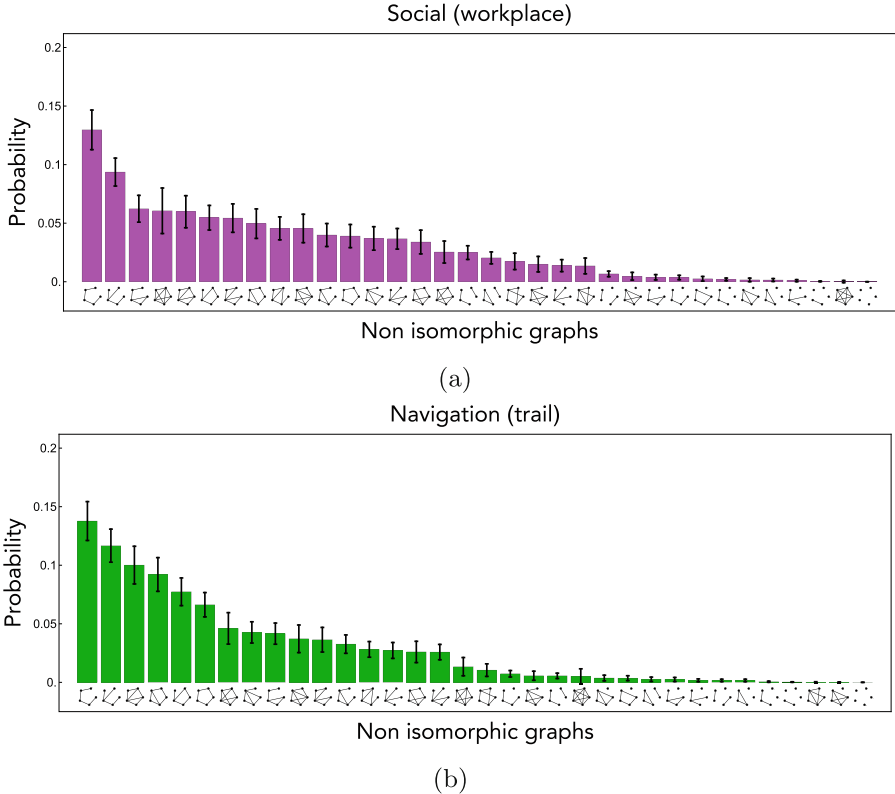 Social (workplace)
0.2
0.15
0.1
0.05
0.
Probability
Non isomorphic graphs
(a)
Navigation (trail)
0.2
0.15
0.1
0.05
0.
Probability
Non isomorphic graphs
(b)